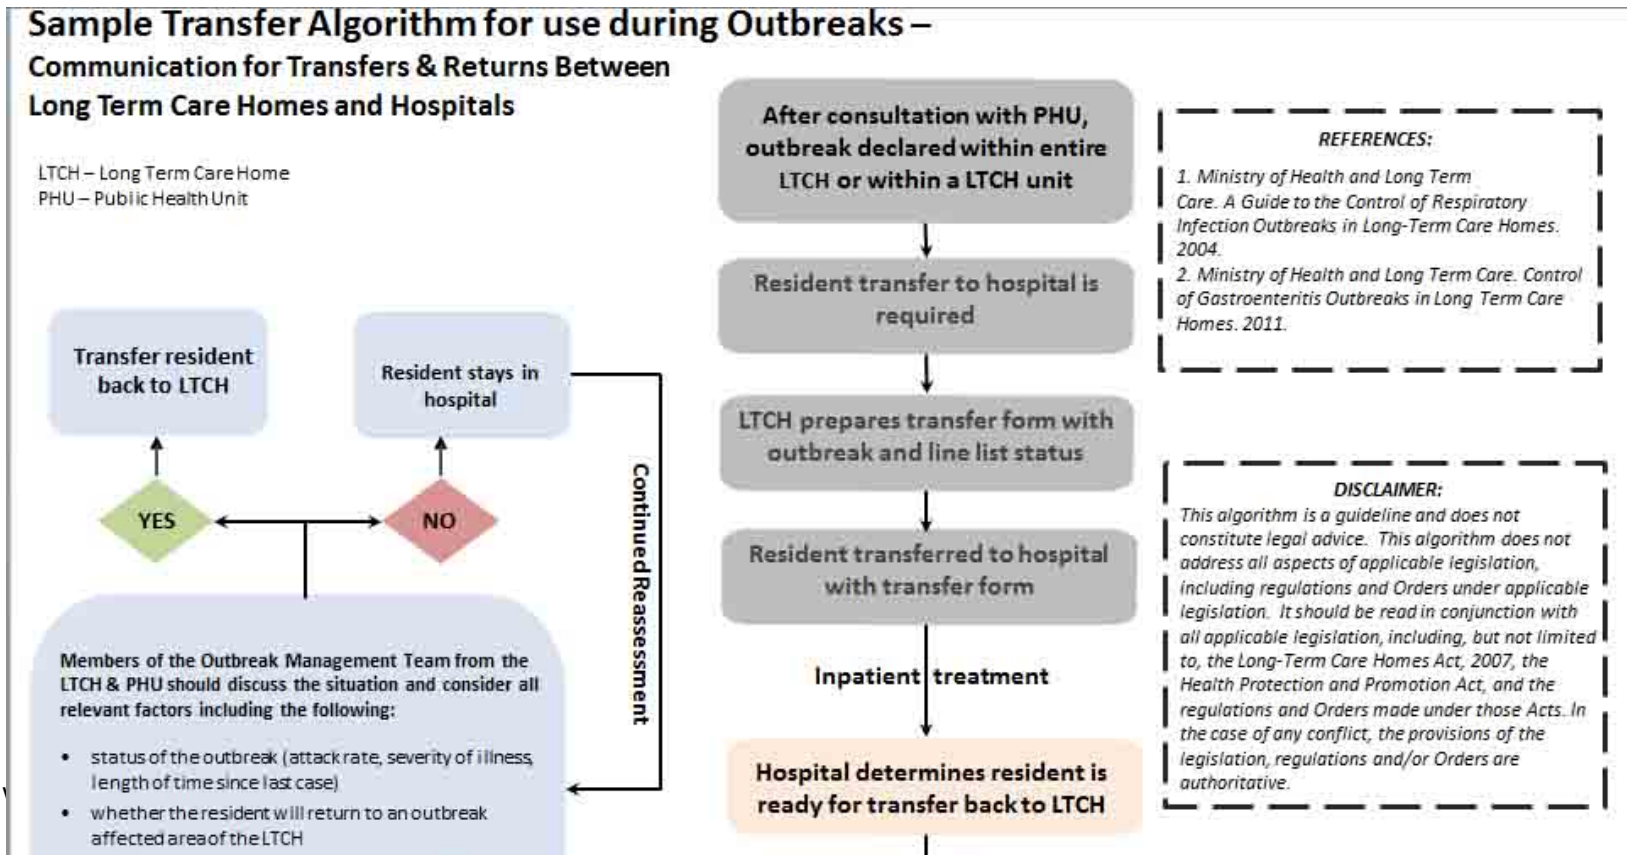 Sample Transfer Algorithm for use during Outbreaks –
Communication for Transfers & Returns Between
Long Term Care Homes and Hospitals
LTCH – Long Term Care Home
PHU – Public Health Unit
After consultation with PHU,
outbreak declared within entire
LTCH or within a LTCH unit
Resident transfer to hospital is
required
LTCH prepares transfer form with
outbreak and line list status
Resident transferred to hospital
with transfer form
Inpatient treatment
Hospital determines resident is
ready for transfer back to LTCH
Transfer resident
back to LTCH
Resident stays in
hospital
YES
NO
Continued Reassessment
Members of the Outbreak Management Team from the
LTCH & PHU should discuss the situation and consider all
relevant factors including the following:
• status of the outbreak (attack rate, severity of illness,
length of time since last case)
• whether the resident will return to an outbreak
affected area of the LTCH
REFERENCES:
1. Ministry of Health and Long Term
Care. A Guide to the Control of Respiratory
Infection Outbreaks in Long-Term Care Homes.
2004.
2. Ministry of Health and Long Term Care. Control
of Gastroenteritis Outbreaks in Long Term Care
Homes. 2011.
DISCLAIMER:
This algorithm is a guideline and does not
constitute legal advice. This algorithm does not
address all aspects of applicable legislation,
including regulations and Orders under applicable
legislation. It should be read in conjunction with
all applicable legislation, including, but not limited
to, the Long-Term Care Homes Act, 2007, the
Health Protection and Promotion Act, and the
regulations and Orders made under those Acts. In
the case of any conflict, the provisions of the
legislation, regulations and/or Orders are
authoritative.